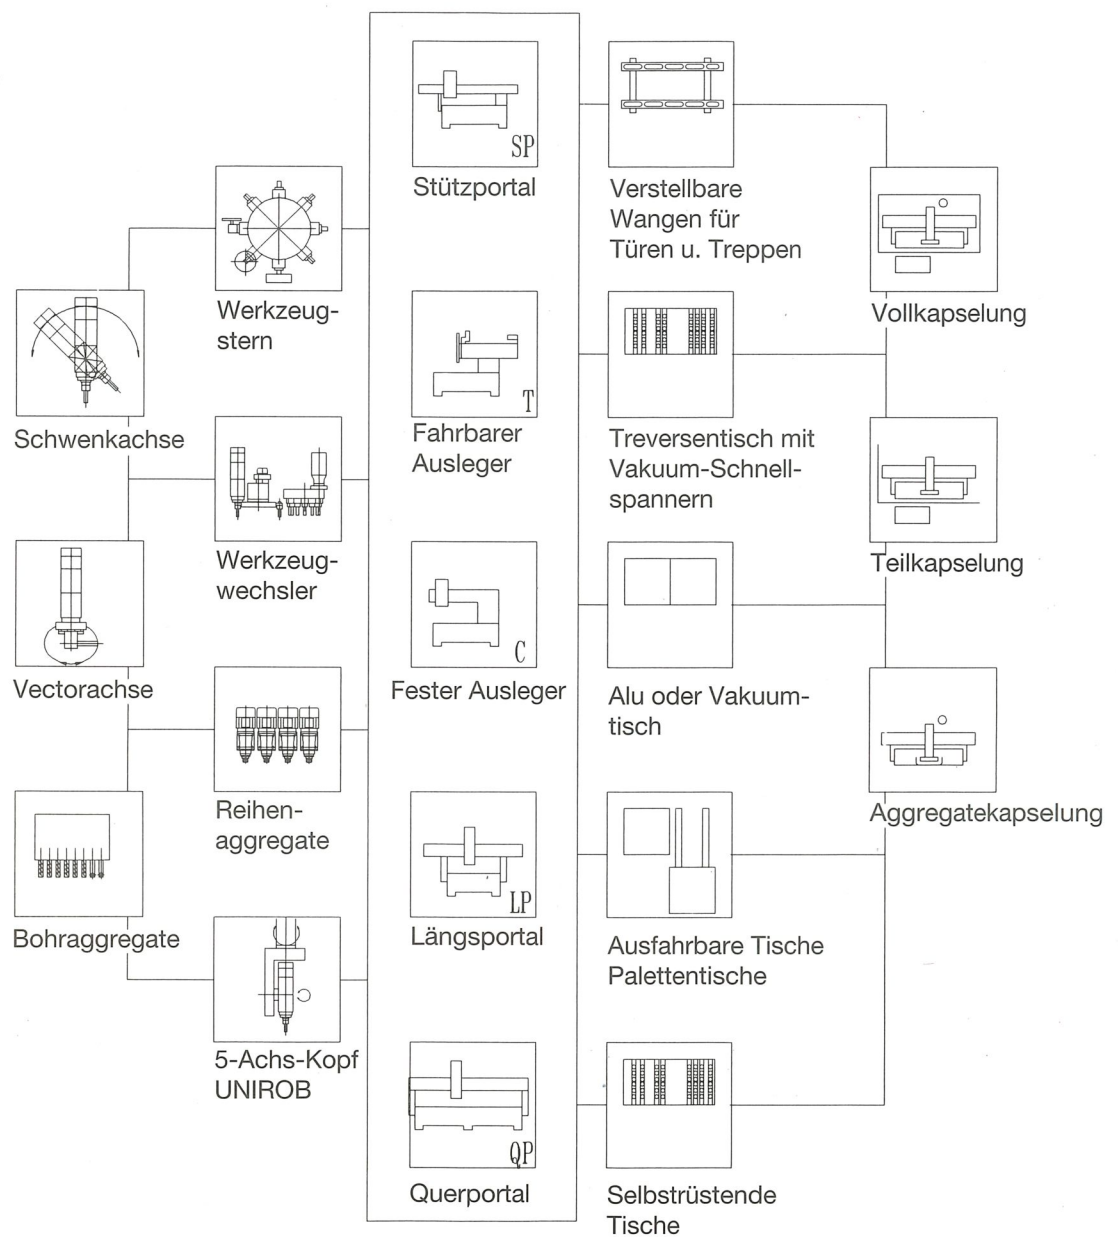 Schwenkachse
Vectorachse
Bohraggregate
Werkzeug-
stern
Werkzeug-
wechsler
Reihen-
aggregate
5-Achs-Kopf
UNIROB
SP
Stützportal
T
Fahrbarer
Ausleger
C
Fester Ausleger
LP
Längsportal
QP
Querportal
Verstellbare
Wangen für
Türen u. Treppen
Treversentisch mit
Vakuum-Schnell-
spannern
Alu oder Vakuum-
tisch
Ausfahrbare Tische
Palettentische
Selbstrüstende
Tische
Vollkapselung
Teilkapselung
Aggregatekapselung